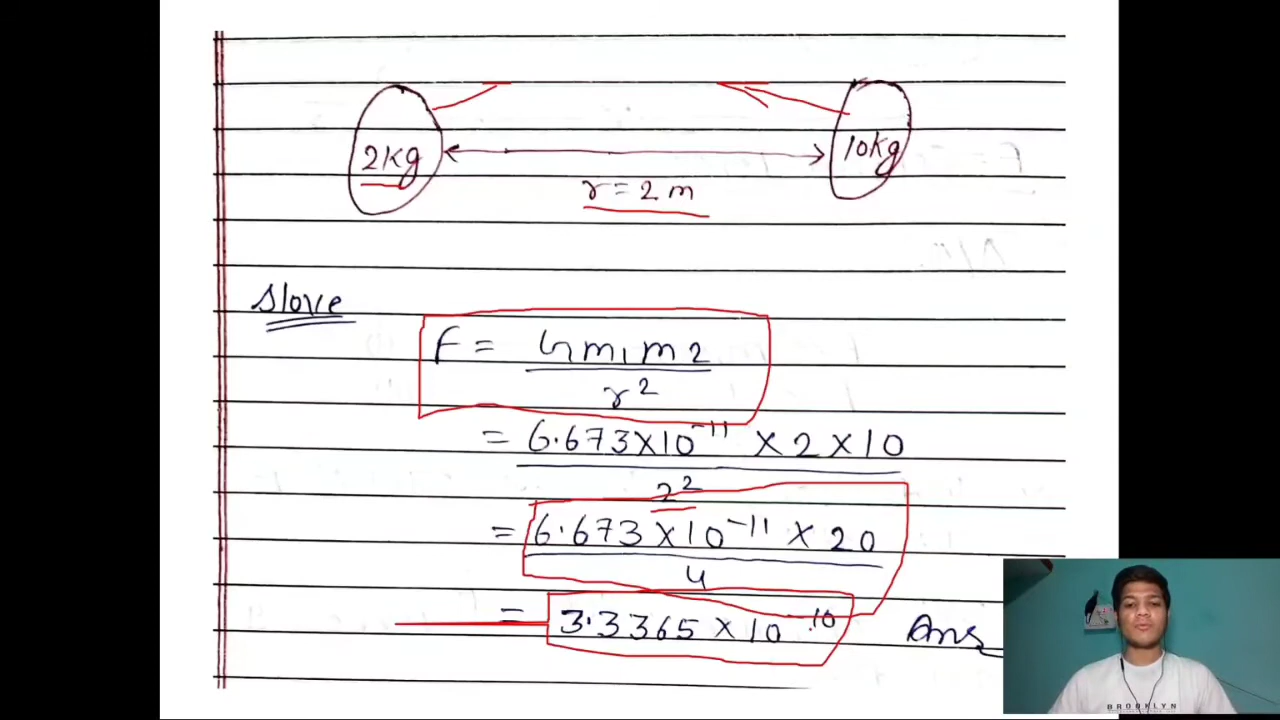 2kg
10kg
r = 2 m
Slove
F = Gm1m2
r²
= 6.673×10⁻¹¹ × 2 × 10
2²
= 6.673 × 10⁻¹¹ × 20
4
= 3.3365 × 10⁻¹⁰ Ans
BROOKLYN